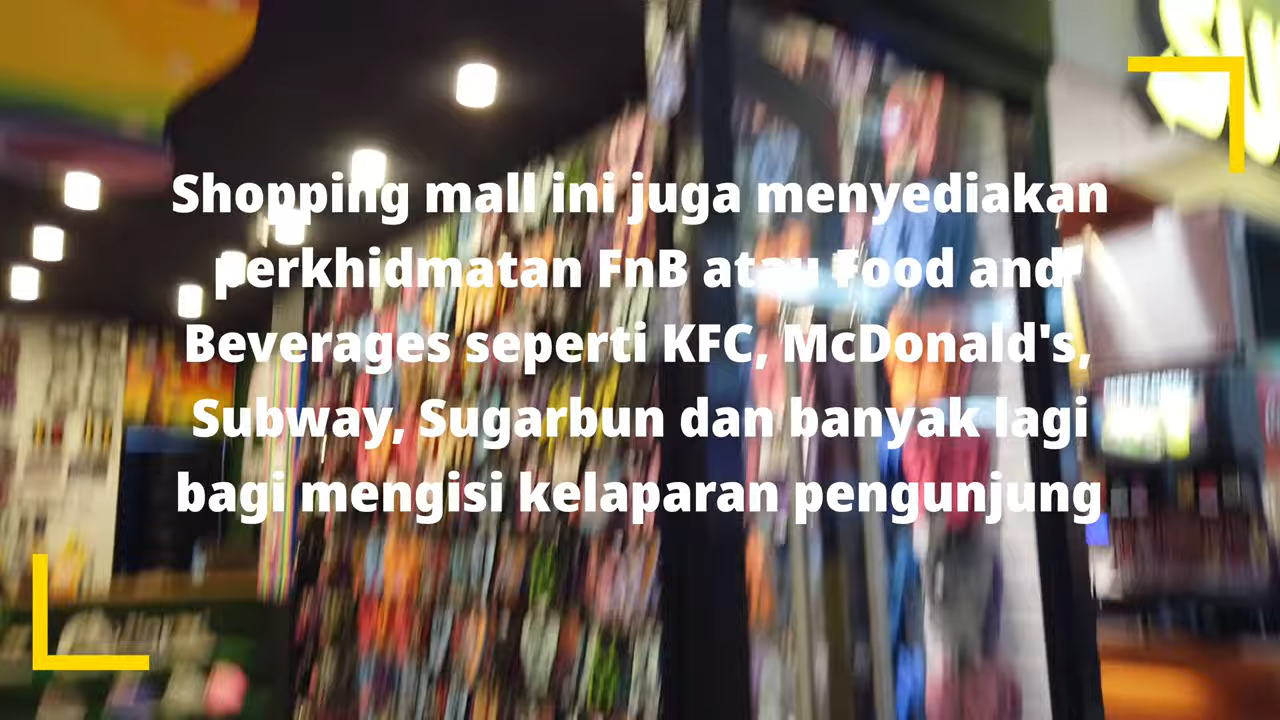 Shopping mall ini juga menyediakan
perkhidmatan FnB atau Food and
Beverages seperti KFC, McDonald's,
Subway, Sugarbun dan banyak lagi
bagi mengisi kelaparan pengunjung